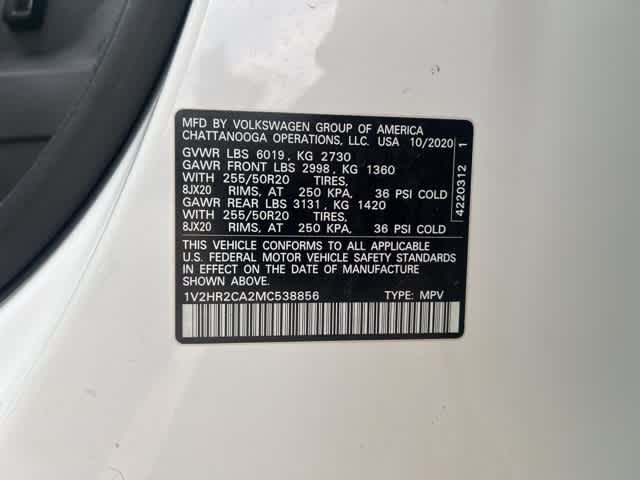 MFD BY VOLKSWAGEN GROUP OF AMERICA
CHATTANOOGA OPERATIONS, LLC. USA 10/2020
GVWR LBS 6019, KG 2730
GAWR FRONT LBS 2998, KG 1360
WITH 255/50R20 TIRES,
8JX20 RIMS, AT 250 KPA, 36 PSI COLD
GAWR REAR LBS 3131, KG 1420
WITH 255/50R20 TIRES,
8JX20 RIMS, AT 250 KPA, 36 PSI COLD
THIS VEHICLE CONFORMS TO ALL APPLICABLE
U.S. FEDERAL MOTOR VEHICLE SAFETY STANDARDS
IN EFFECT ON THE DATE OF MANUFACTURE
SHOWN ABOVE.
1V2HR2CA2MC538856 TYPE: MPV
4220312 1